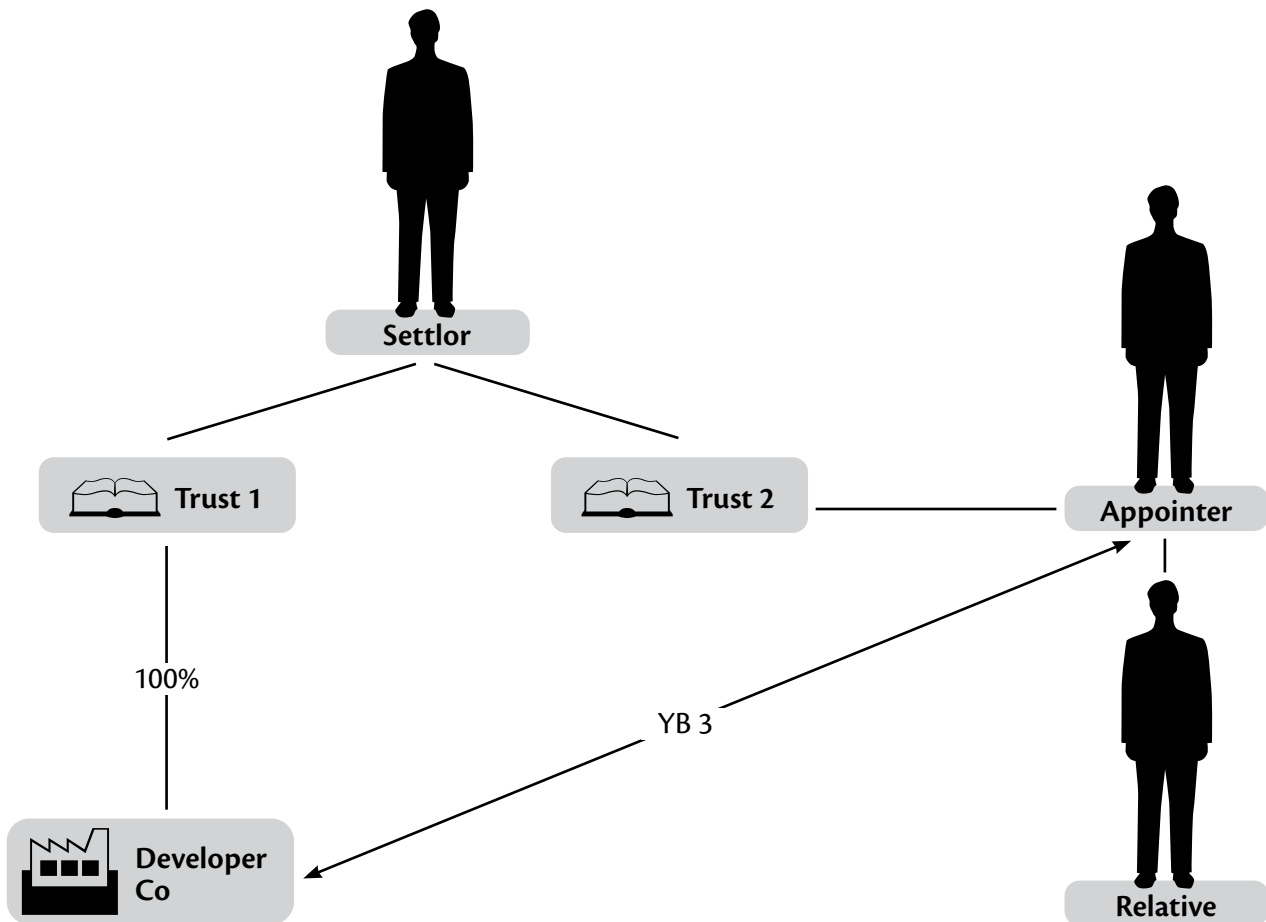 Settlor
Trust 1
Trust 2
Appointer
100%
YB 3
Developer
Co
Relative